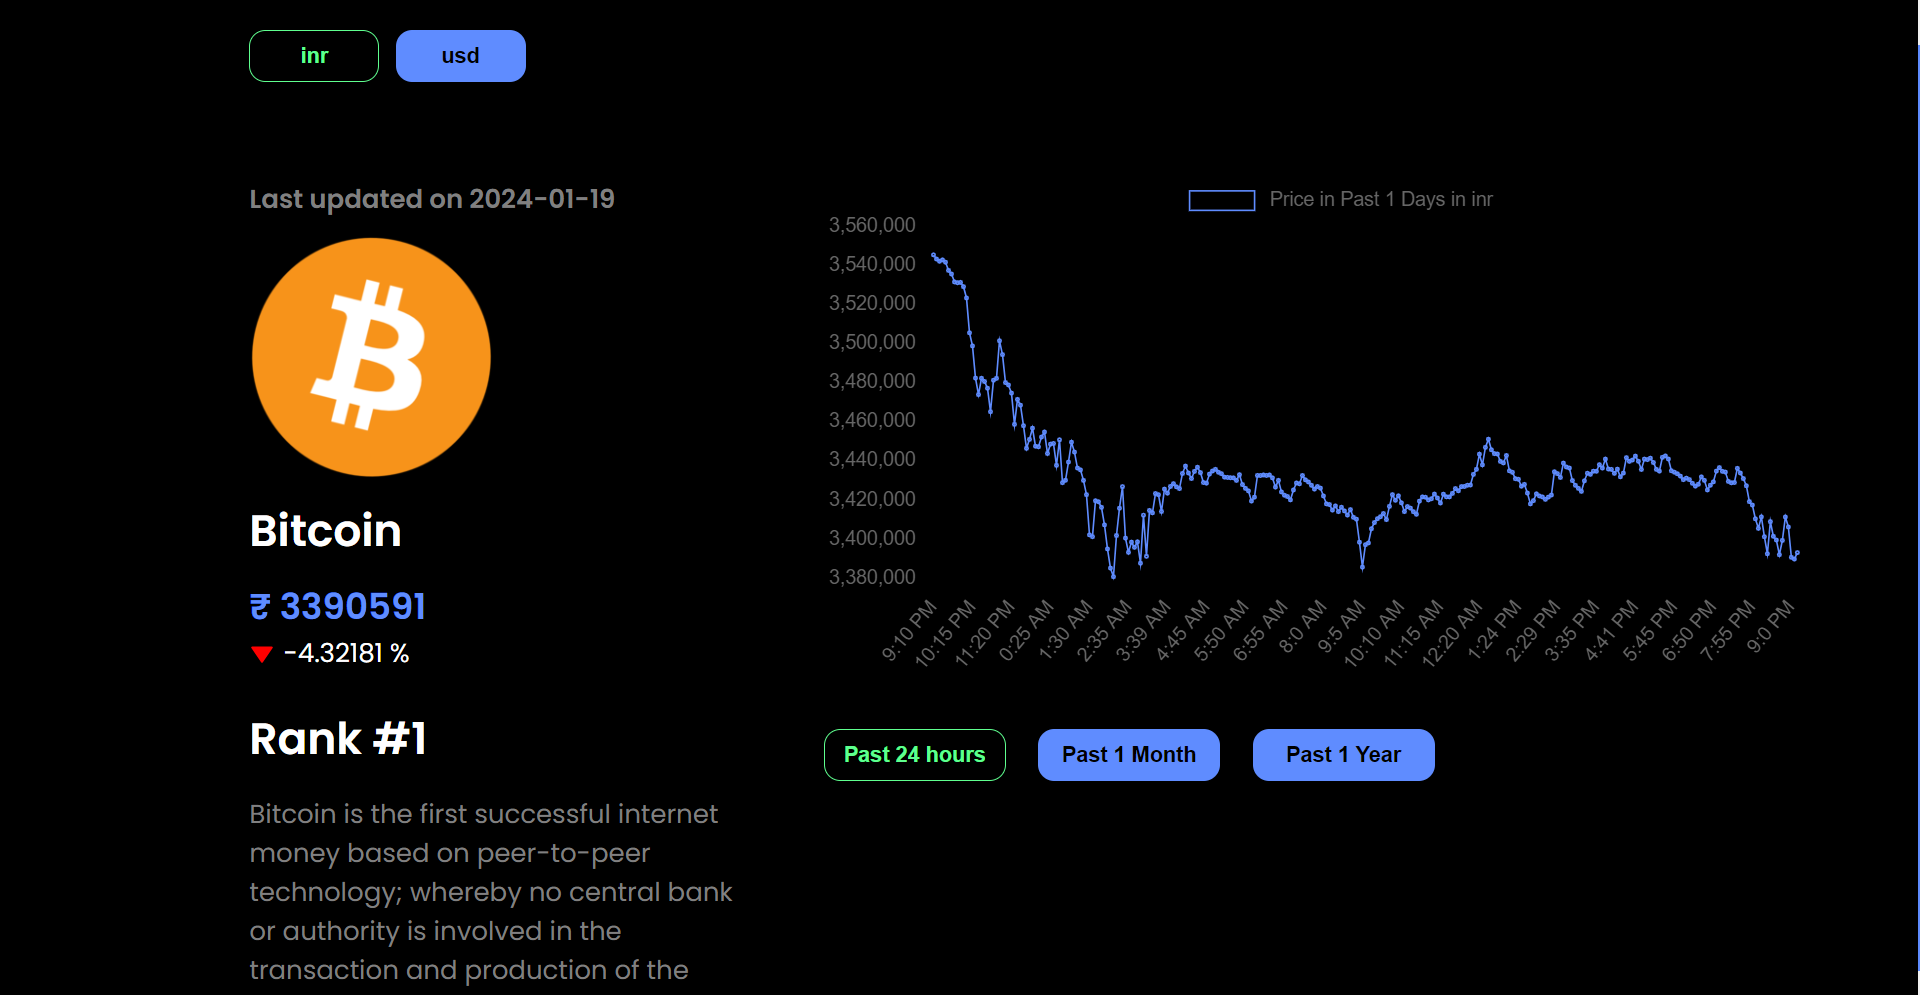 inr
usd
Last updated on 2024-01-19
Bitcoin
₹ 3390591
-4.32181 %
Rank #1
Bitcoin is the first successful internet
money based on peer-to-peer
technology; whereby no central bank
or authority is involved in the
transaction and production of the
Price in Past 1 Days in inr
3,560,000
3,540,000
3,520,000
3,500,000
3,480,000
3,460,000
3,440,000
3,420,000
3,400,000
3,380,000
9:10 PM
10:15 PM
11:20 PM
0:25 AM
1:30 AM
2:35 AM
3:39 AM
4:45 AM
5:50 AM
6:55 AM
8:0 AM
9:5 AM
10:10 AM
11:15 AM
12:20 AM
1:24 PM
2:29 PM
3:35 PM
4:41 PM
5:45 PM
6:50 PM
7:55 PM
9:0 PM
Past 24 hours
Past 1 Month
Past 1 Year